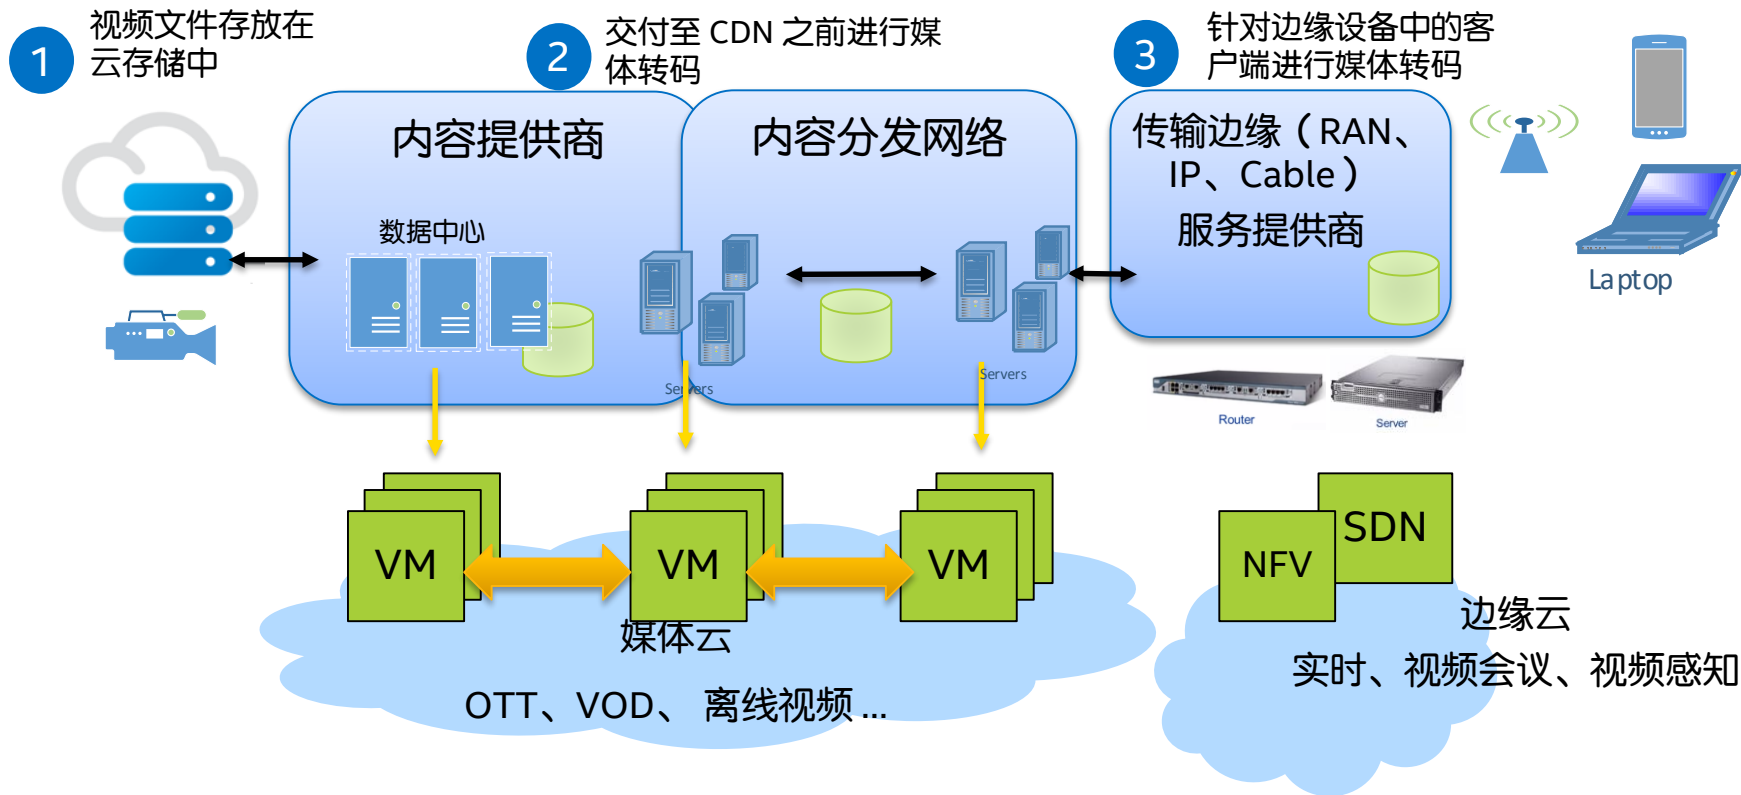 1
视频文件存放在
云存储中
2
交付至 CDN 之前进行媒
体转码
3
针对边缘设备中的客
户端进行媒体转码
内容提供商
内容分发网络
传输边缘（RAN、
IP、Cable）
服务提供商
数据中心
Servers
Servers
Laptop
Router
Server
VM
VM
VM
NFV
SDN
媒体云
OTT、VOD、 离线视频 ...
边缘云
实时、视频会议、视频感知